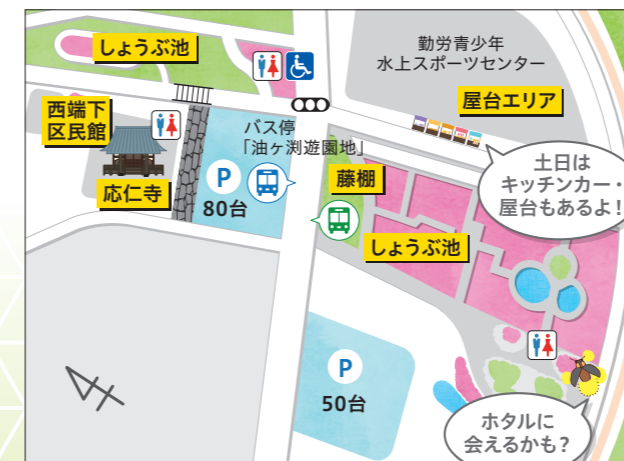 しょうぶ池
勤労青少年
水上スポーツセンター
屋台エリア
西端下
区民館
バス停
「油ヶ渕遊園地」
土日は
キッチンカー・
屋台もあるよ!
P
80台
藤棚
応仁寺
しょうぶ池
P
50台
ホタルに
会えるかも?